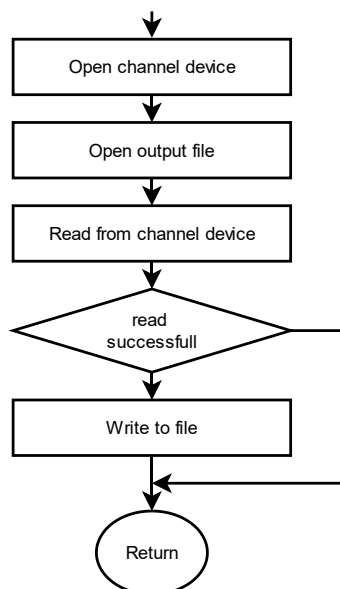 Open channel device
Open output file
Read from channel device
read
successfull
Write to file
Return